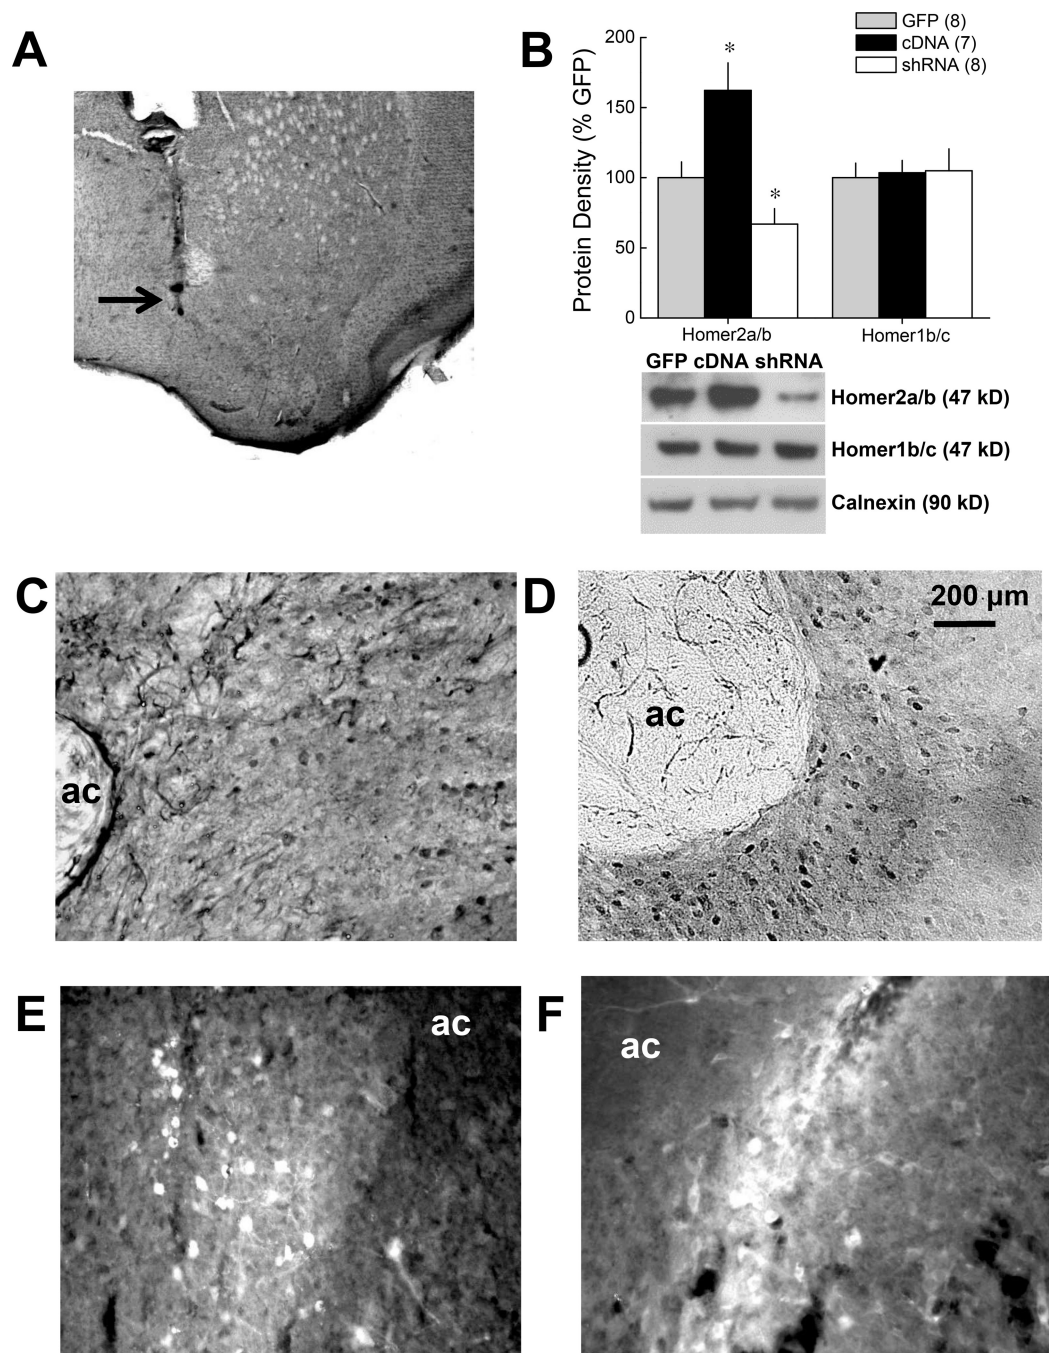 A
B
GFP (8)
cDNA (7)
shRNA (8)
Protein Density (% GFP)
200
150
100
50
0
*
*
Homer2a/b
Homer1b/c
GFP cDNA shRNA
Homer2a/b (47 kD)
Homer1b/c (47 kD)
Calnexin (90 kD)
C
ac
D
200 µm
ac
E
ac
F
ac